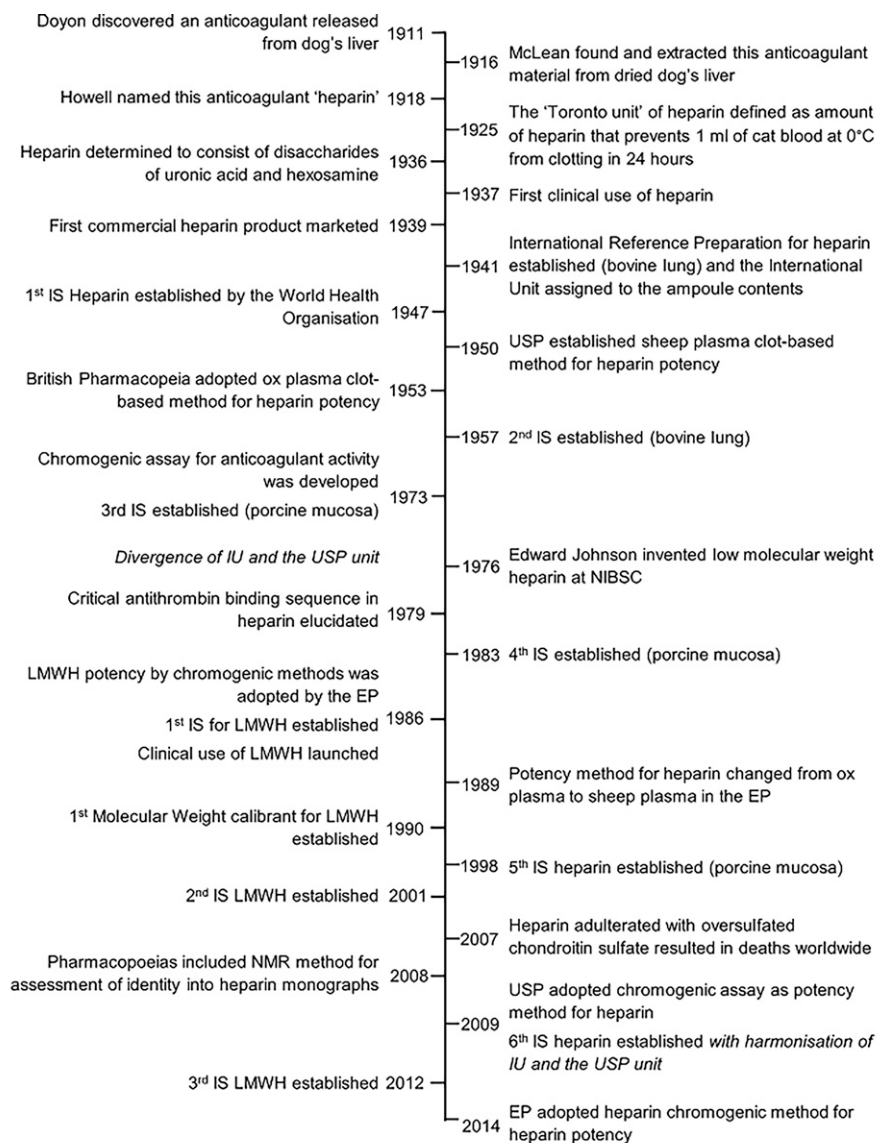 Doyon discovered an anticoagulant released
from dog's liver
1911
1916
McLean found and extracted this anticoagulant
material from dried dog's liver
Howell named this anticoagulant 'heparin'
1918
1925
The 'Toronto unit' of heparin defined as amount
of heparin that prevents 1 ml of cat blood at 0°C
from clotting in 24 hours
Heparin determined to consist of disaccharides
of uronic acid and hexosamine
1936
1937
First clinical use of heparin
First commercial heparin product marketed
1939
1941
International Reference Preparation for heparin
established (bovine lung) and the International
Unit assigned to the ampoule contents
1st IS Heparin established by the World Health
Organisation
1947
1950
USP established sheep plasma clot-based
method for heparin potency
British Pharmacopeia adopted ox plasma clot-
based method for heparin potency
1953
1957
2nd IS established (bovine lung)
Chromogenic assay for anticoagulant activity
was developed
1973
3rd IS established (porcine mucosa)
Divergence of IU and the USP unit
1976
Edward Johnson invented low molecular weight
heparin at NIBSC
Critical antithrombin binding sequence in
heparin elucidated
1979
1983
4th IS established (porcine mucosa)
LMWH potency by chromogenic methods was
adopted by the EP
1986
1st IS for LMWH established
Clinical use of LMWH launched
1989
Potency method for heparin changed from ox
plasma to sheep plasma in the EP
1st Molecular Weight calibrant for LMWH
established
1990
1998
5th IS heparin established (porcine mucosa)
2nd IS LMWH established
2001
2007
Heparin adulterated with oversulfated
chondroitin sulfate resulted in deaths worldwide
Pharmacopoeias included NMR method for
assessment of identity into heparin monographs
2008
2009
USP adopted chromogenic assay as potency
method for heparin
6th IS heparin established with harmonisation of
IU and the USP unit
3rd IS LMWH established
2012
2014
EP adopted heparin chromogenic method for
heparin potency